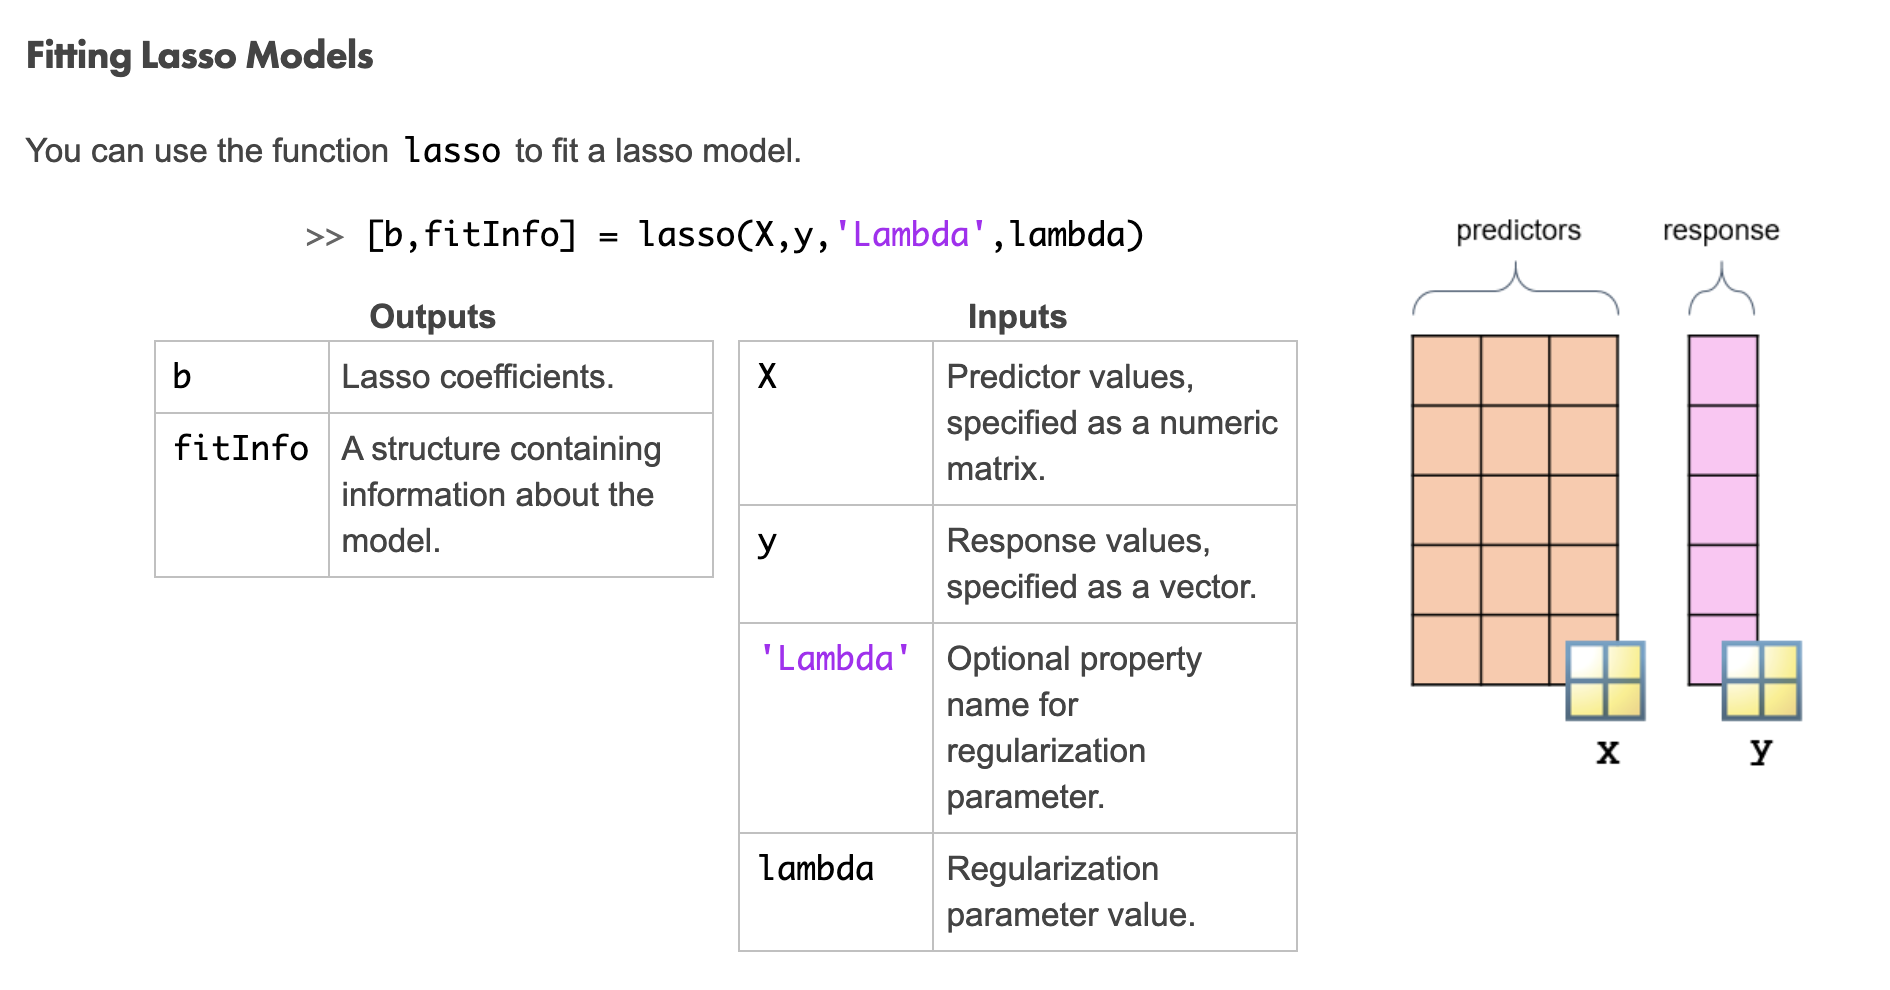 Fitting Lasso Models
You can use the function lasso to fit a lasso model.
>> [b,fitInfo] = lasso(X,y,'Lambda',lambda)
Outputs
b
Lasso coefficients.
fitInfo
A structure containing
information about the
model.
Inputs
X
Predictor values,
specified as a numeric
matrix.
y
Response values,
specified as a vector.
'Lambda'
Optional property
name for
regularization
parameter.
lambda
Regularization
parameter value.
predictors
response
x
y